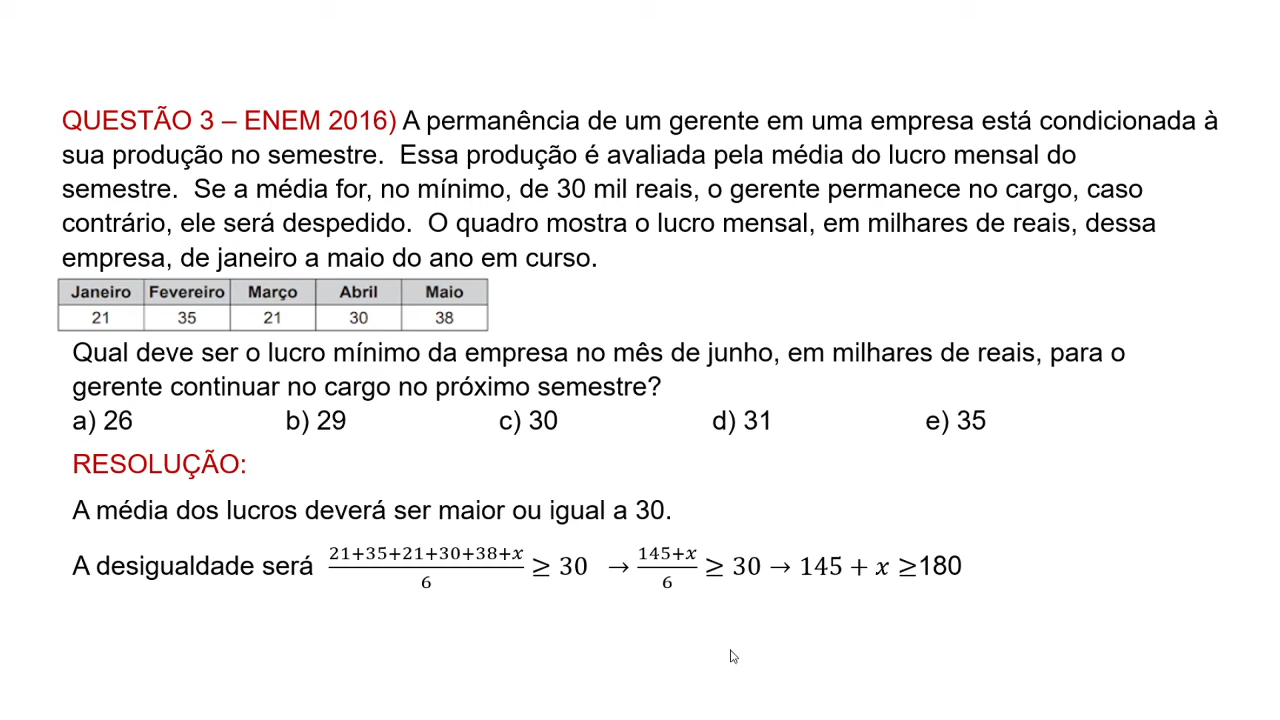 QUESTÃO 3 – ENEM 2016) A permanência de um gerente em uma empresa está condicionada à
sua produção no semestre. Essa produção é avaliada pela média do lucro mensal do
semestre. Se a média for, no mínimo, de 30 mil reais, o gerente permanece no cargo, caso
contrário, ele será despedido. O quadro mostra o lucro mensal, em milhares de reais, dessa
empresa, de janeiro a maio do ano em curso.
Janeiro Fevereiro Março Abril Maio
21 35 21 30 38
Qual deve ser o lucro mínimo da empresa no mês de junho, em milhares de reais, para o
gerente continuar no cargo no próximo semestre?
a) 26 b) 29 c) 30 d) 31 e) 35
RESOLUÇÃO:
A média dos lucros deverá ser maior ou igual a 30.
A desigualdade será (21+35+21+30+38+x)/6 ≥ 30 → (145+x)/6 ≥ 30 → 145 + x ≥180